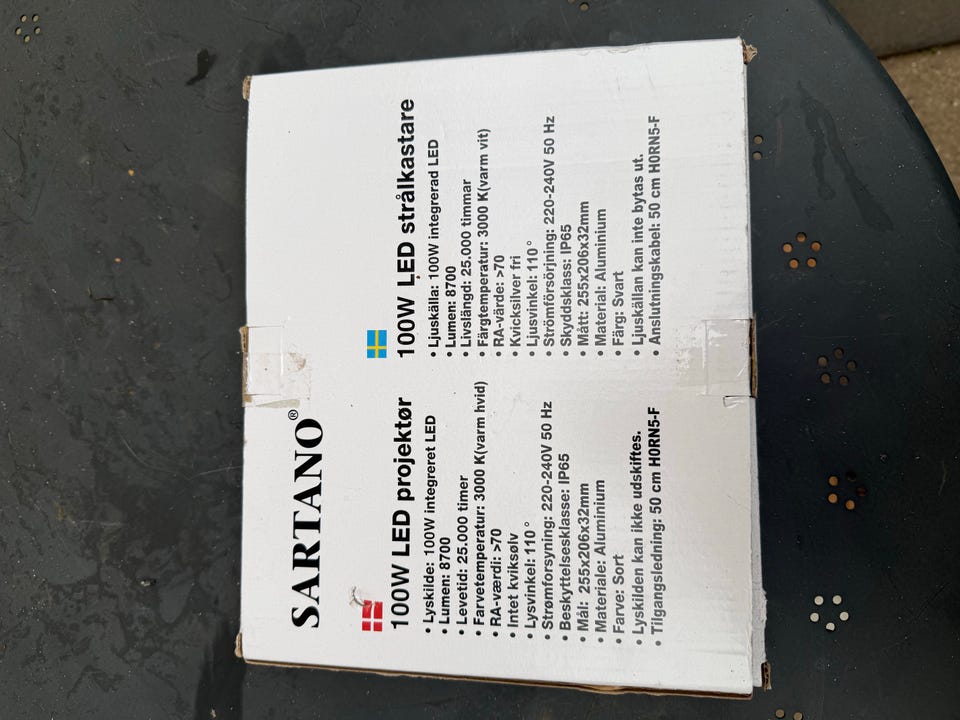 SARTANO®
100W LED projektør
• Lyskilde: 100W integreret LED
• Lumen: 8700
• Levetid: 25.000 timer
• Farvetemperatur: 3000 K(varm hvid)
• RA-værdi: >70
• Intet kviksølv
• Lysvinkel: 110°
• Strømforsyning: 220-240V 50 Hz
• Beskyttelsesklasse: IP65
• Mål: 255x206x32mm
• Materiale: Aluminium
• Farve: Sort
• Lyskilden kan ikke udskiftes.
• Tilgangsledning: 50 cm H0RN5-F
100W LED strålkastare
• Ljuskälla: 100W integrerad LED
• Lumen: 8700
• Livslängd: 25.000 timmar
• Färgtemperatur: 3000 K(varm vit)
• RA-värde: >70
• Kvicksilver fri
• Ljusvinkel: 110°
• Strömförsörjning: 220-240V 50 Hz
• Skyddsklass: IP65
• Mått: 255x206x32mm
• Material: Aluminium
• Färg: Svart
• Ljuskällan kan inte bytas ut.
• Anslutningskabel: 50 cm H0RN5-F